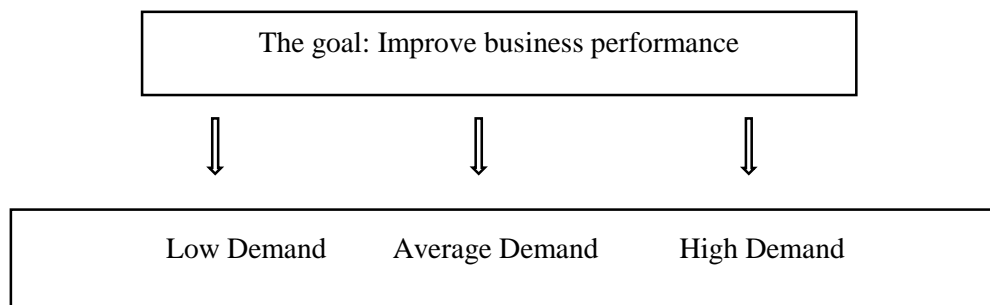 The goal: Improve business performance
Low Demand Average Demand High Demand